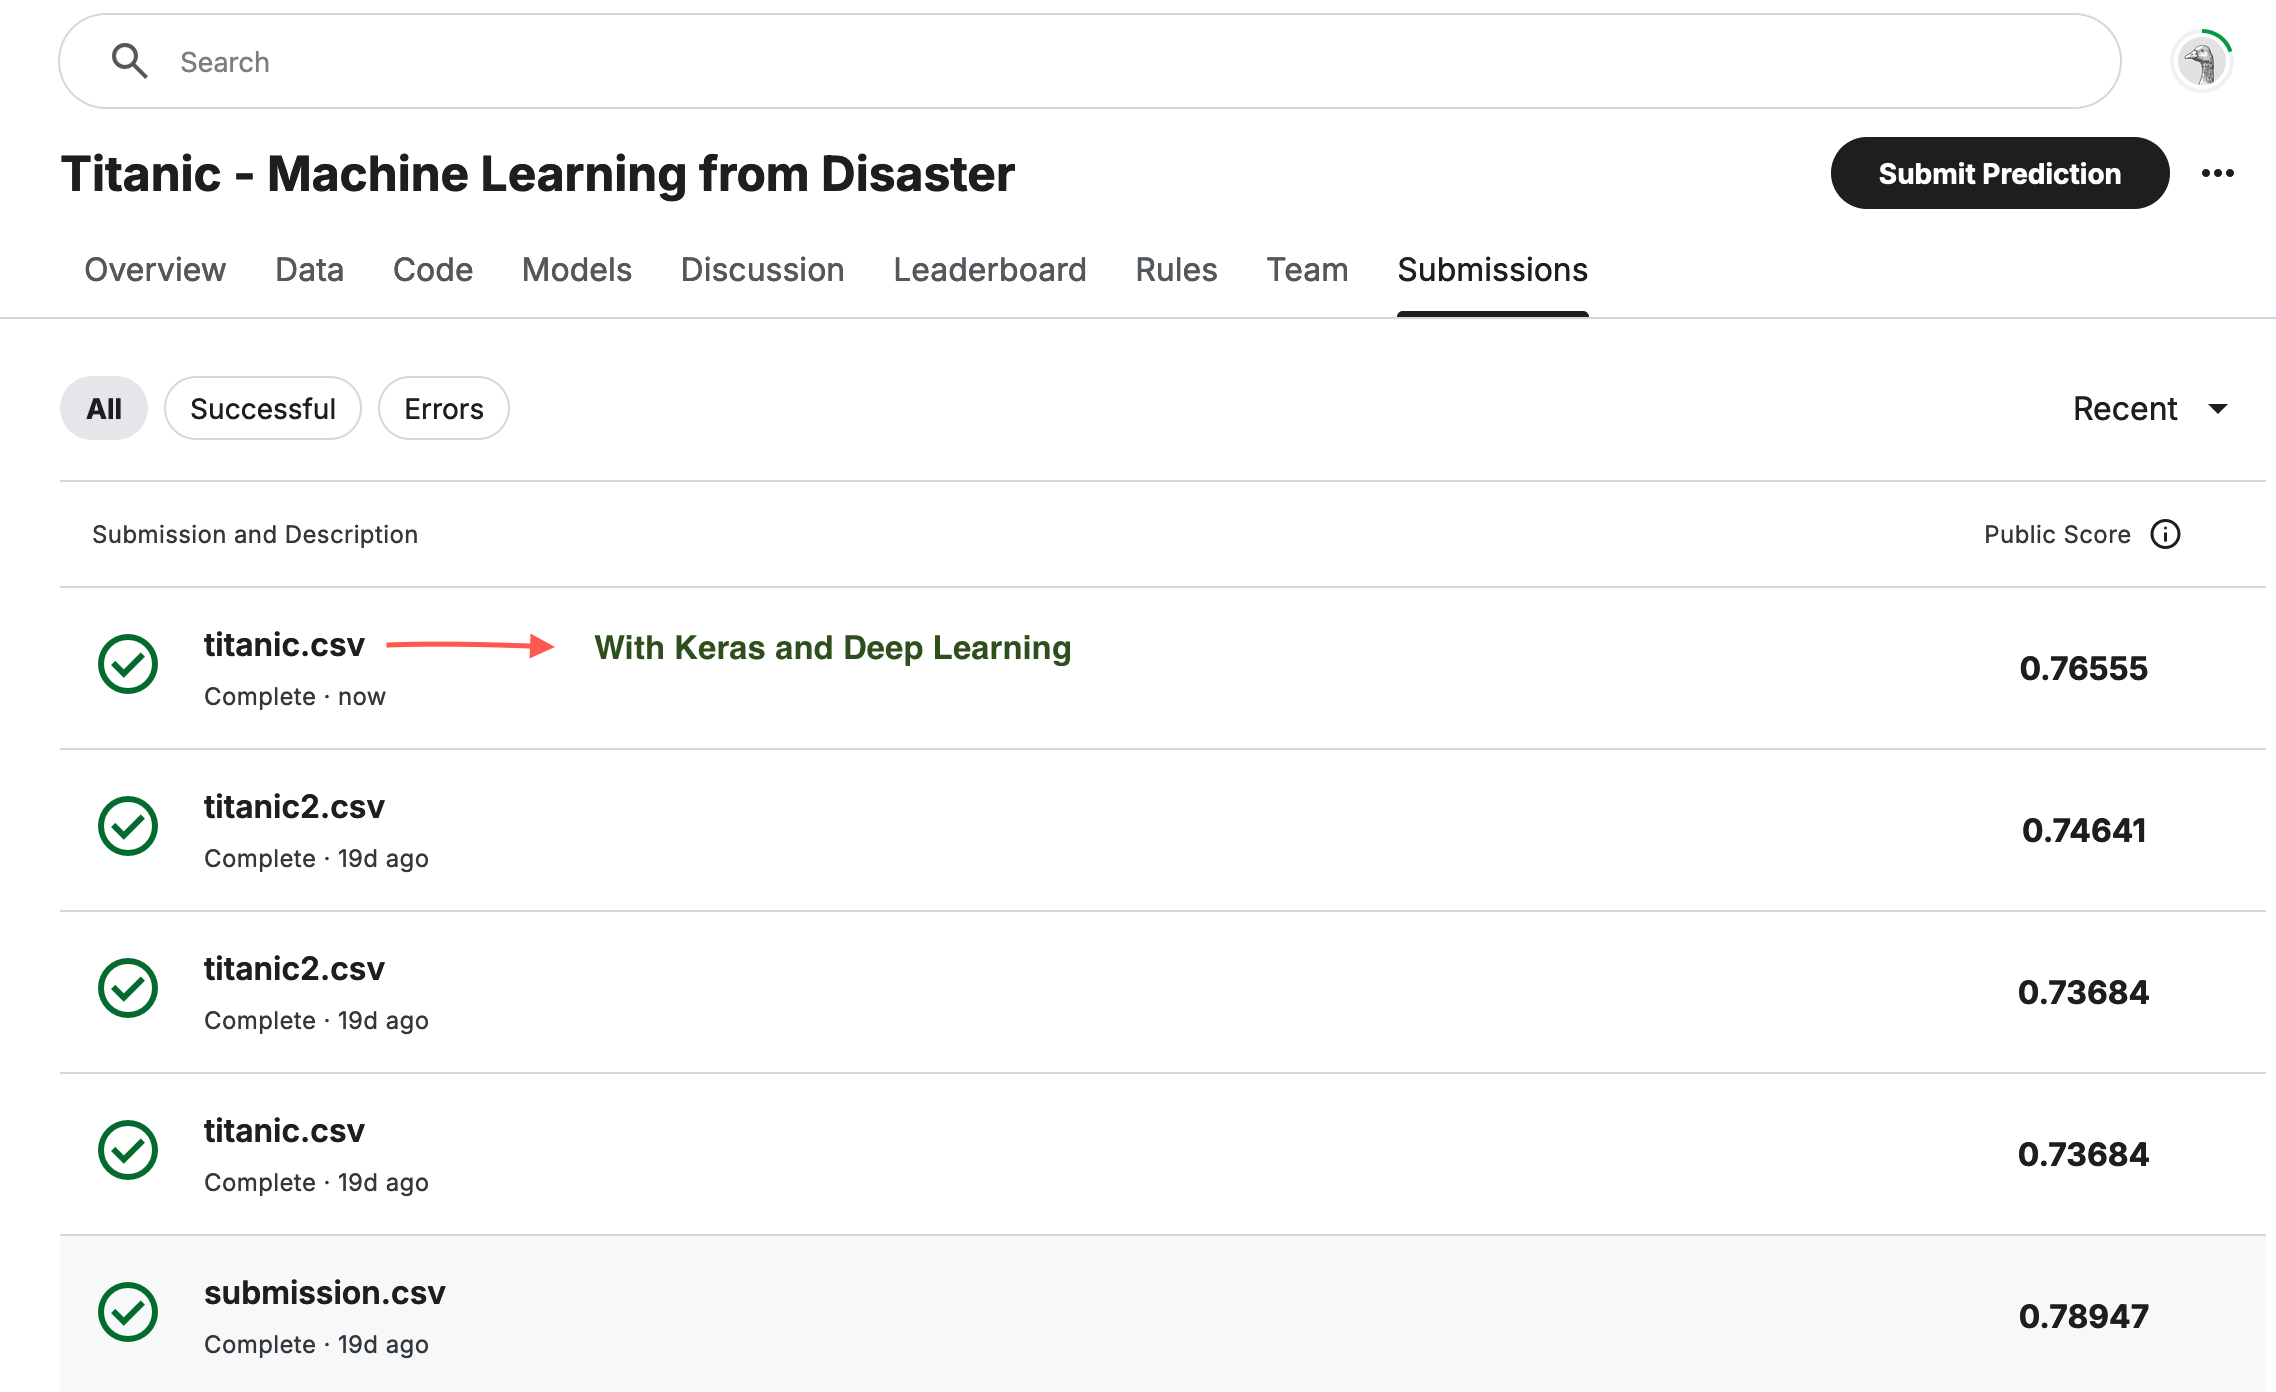 Search
Titanic - Machine Learning from Disaster
Submit Prediction
Overview Data Code Models Discussion Leaderboard Rules Team Submissions
All Successful Errors Recent
Submission and Description Public Score
titanic.csv With Keras and Deep Learning
0.76555
Complete · now
titanic2.csv
0.74641
Complete · 19d ago
titanic2.csv
0.73684
Complete · 19d ago
titanic.csv
0.73684
Complete · 19d ago
submission.csv
0.78947
Complete · 19d ago